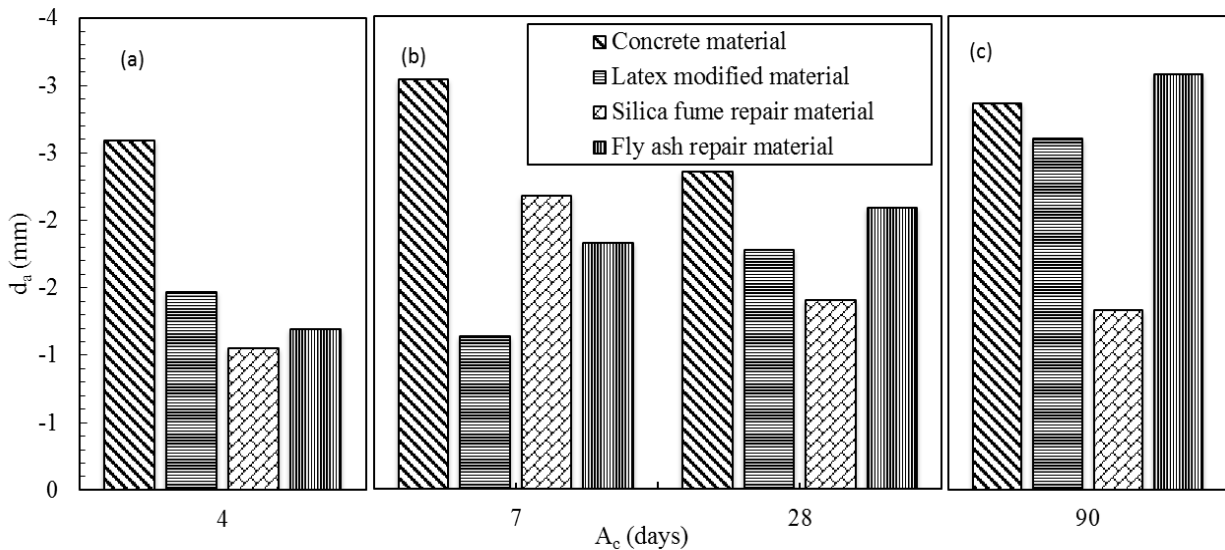 -4
-3
-3
-2
-2
-1
-1
0
d_a (mm)
(a)
(b)
(c)
Concrete material
Latex modified material
Silica fume repair material
Fly ash repair material
4
7
28
90
A_c (days)